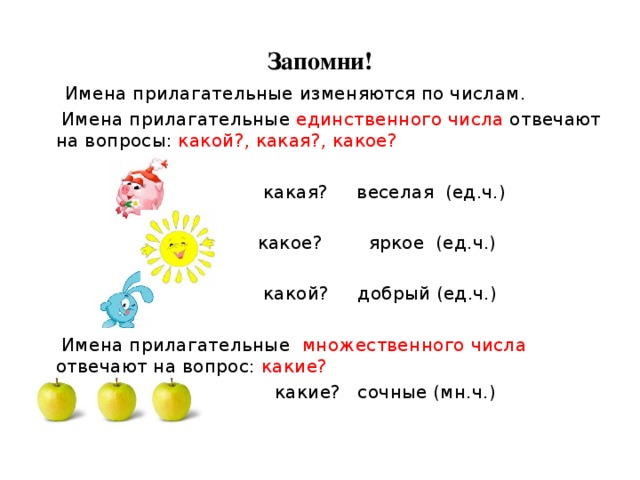 Запомни!
Имена прилагательные изменяются по числам.
Имена прилагательные единственного числа отвечают
на вопросы: какой?, какая?, какое?
какая? веселая (ед.ч.)
какое? яркое (ед.ч.)
какой? добрый (ед.ч.)
Имена прилагательные множественного числа
отвечают на вопрос: какие?
какие? сочные (мн.ч.)